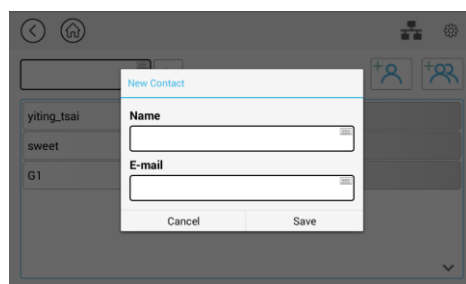 New Contact
yiting_tsai
Name
sweet
E-mail
G1
Cancel Save